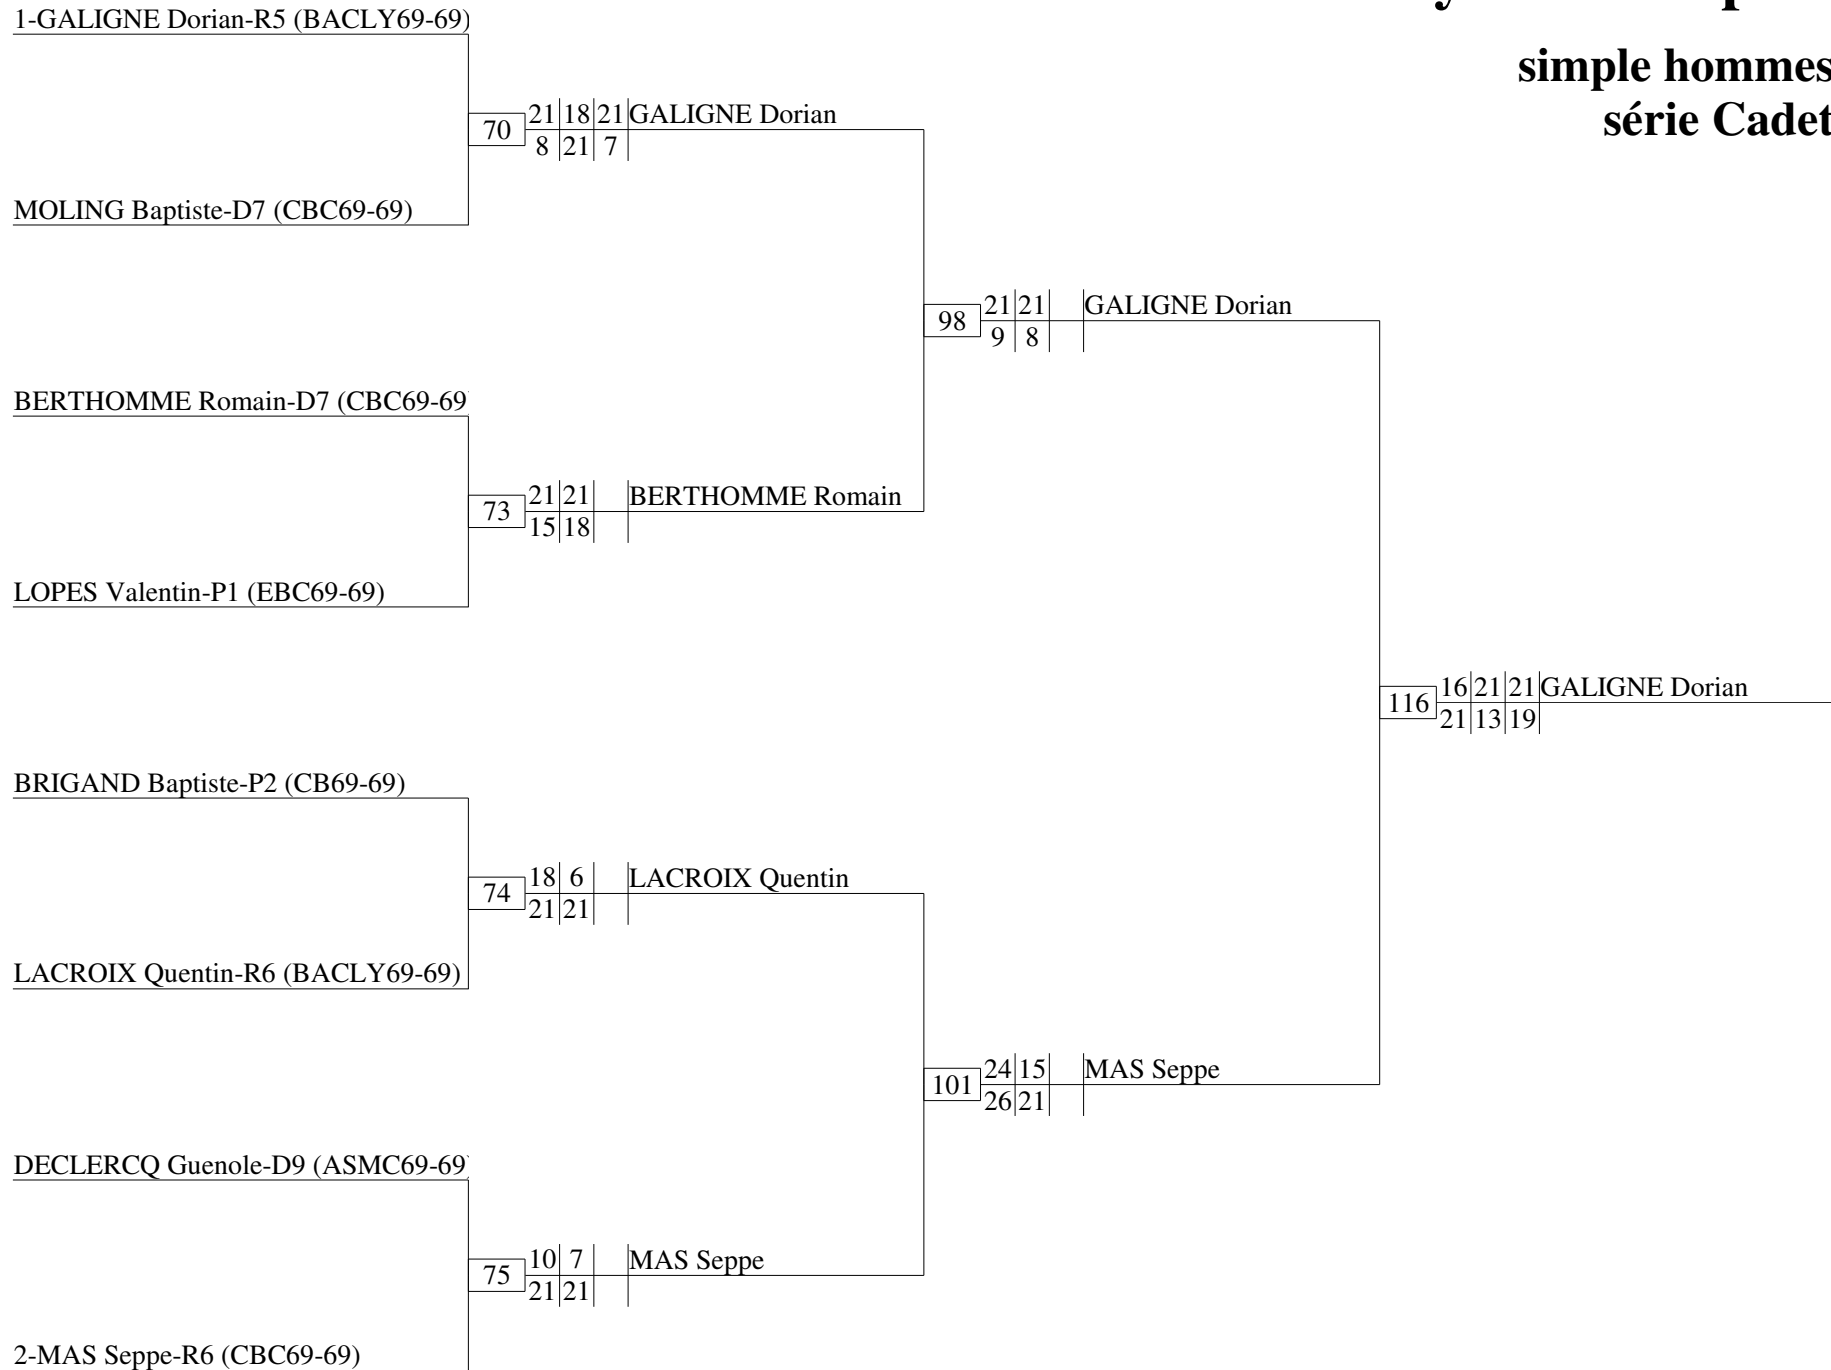 1-GALIGNE Dorian-R5 (BACLY69-69)
simple hommes
série Cadet
21 18 21 GALIGNE Dorian
70
8 21 7
MOLING Baptiste-D7 (CBC69-69)
21 21 GALIGNE Dorian
98
9 8
BERTHOMME Romain-D7 (CBC69-69)
21 21 BERTHOMME Romain
73
15 18
LOPES Valentin-P1 (EBC69-69)
16 21 21 GALIGNE Dorian
116
21 13 19
BRIGAND Baptiste-P2 (CB69-69)
18 6 LACROIX Quentin
74
21 21
LACROIX Quentin-R6 (BACLY69-69)
24 15 MAS Seppe
101
26 21
DECLERCQ Guenole-D9 (ASMC69-69)
10 7 MAS Seppe
75
21 21
2-MAS Seppe-R6 (CBC69-69)